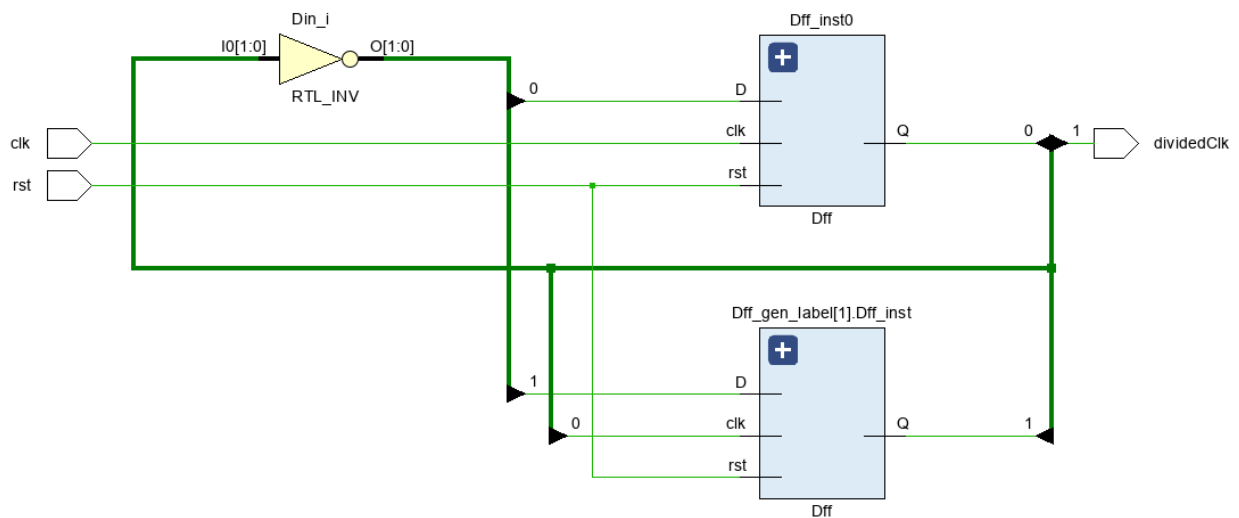 Din_i
I0[1:0]
O[1:0]
RTL_INV
Dff_inst0
0
D
clk
clk
Q
0
1
dividedClk
rst
rst
Dff
Dff_gen_label[1].Dff_inst
1
D
0
clk
Q
1
rst
Dff